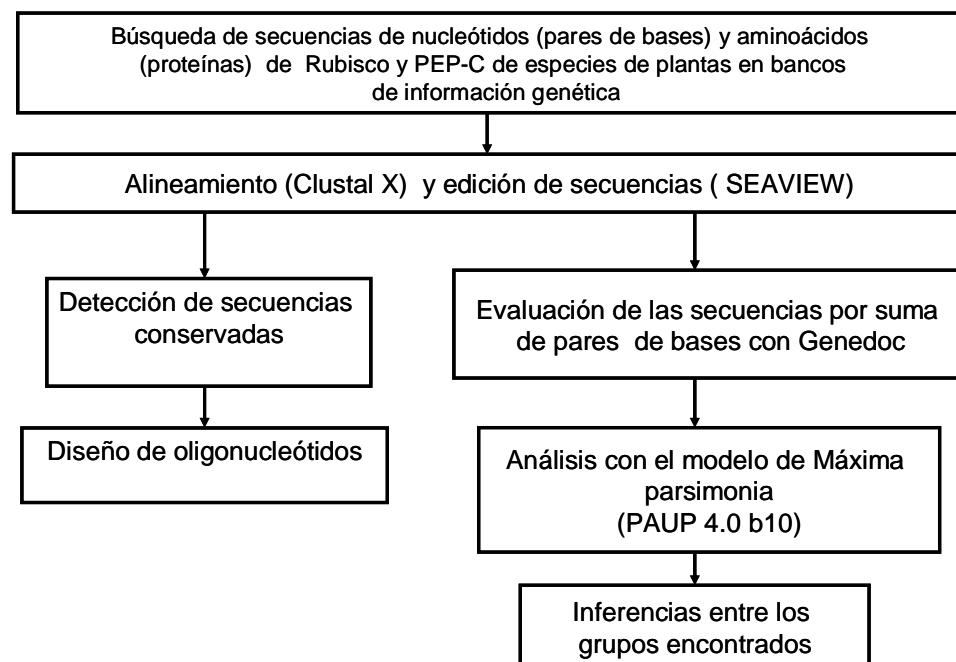 Búsqueda de secuencias de nucleótidos (pares de bases) y aminoácidos
(proteínas) de Rubisco y PEP-C de especies de plantas en bancos
de información genética
Alineamiento (Clustal X) y edición de secuencias ( SEAVIEW)
Detección de secuencias
conservadas
Diseño de oligonucleótidos
Evaluación de las secuencias por suma
de pares de bases con Genedoc
Análisis con el modelo de Máxima
parsimonia
(PAUP 4.0 b10)
Inferencias entre los
grupos encontrados